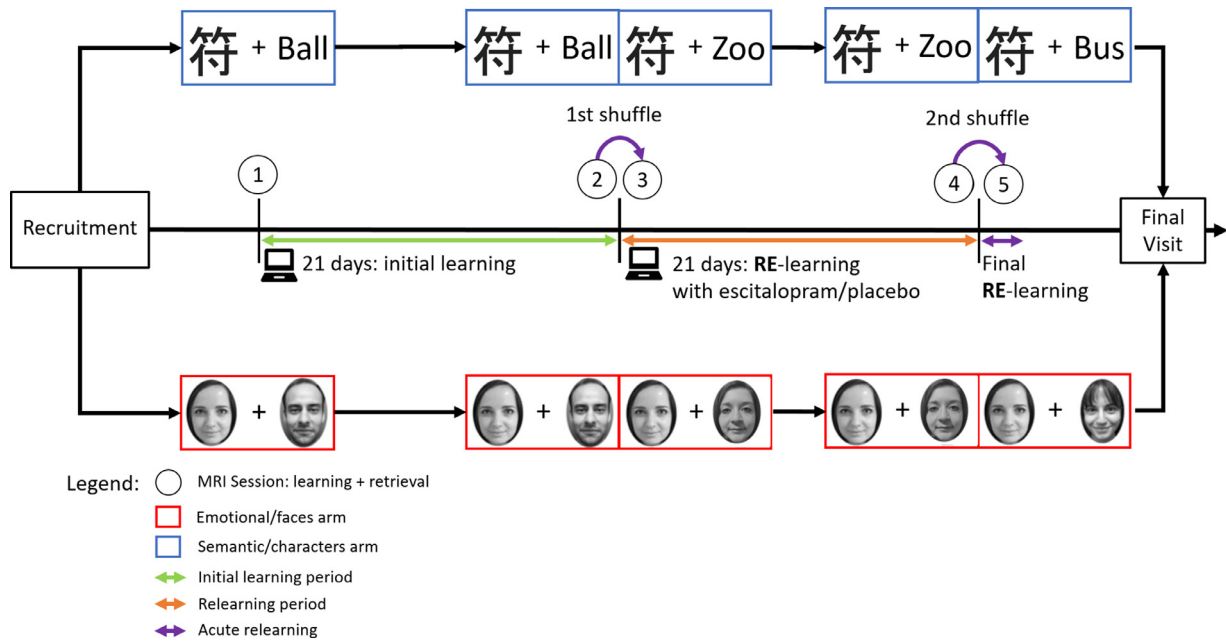 符 + Ball
符 + Ball
符 + Zoo
符 + Zoo
符 + Bus
1st shuffle
2nd shuffle
1
2
3
4
5
Recruitment
Final
Visit
21 days: initial learning
21 days: RE-learning
with escitalopram/placebo
Final
RE-learning
+
+
+
+
+
Legend:
MRI Session: learning + retrieval
Emotional/faces arm
Semantic/characters arm
Initial learning period
Relearning period
Acute relearning